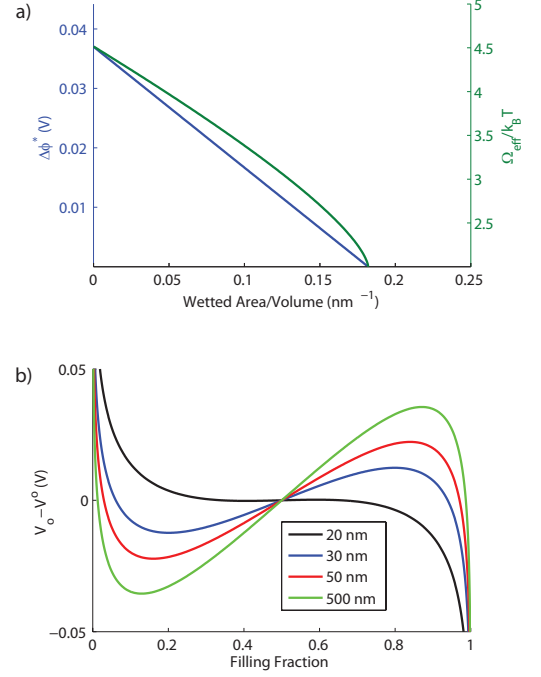 a)
0.04
0.03
0.02
0.01
Δϕ* (V)
5
4.5
4
3.5
3
2.5
Ω_eff/k_BT
0 0.05 0.1 0.15 0.2 0.25
Wetted Area/Volume (nm ⁻¹)
b)
0.05
0
−0.05
V_o−V^o (V)
20 nm
30 nm
50 nm
500 nm
0 0.2 0.4 0.6 0.8 1
Filling Fraction